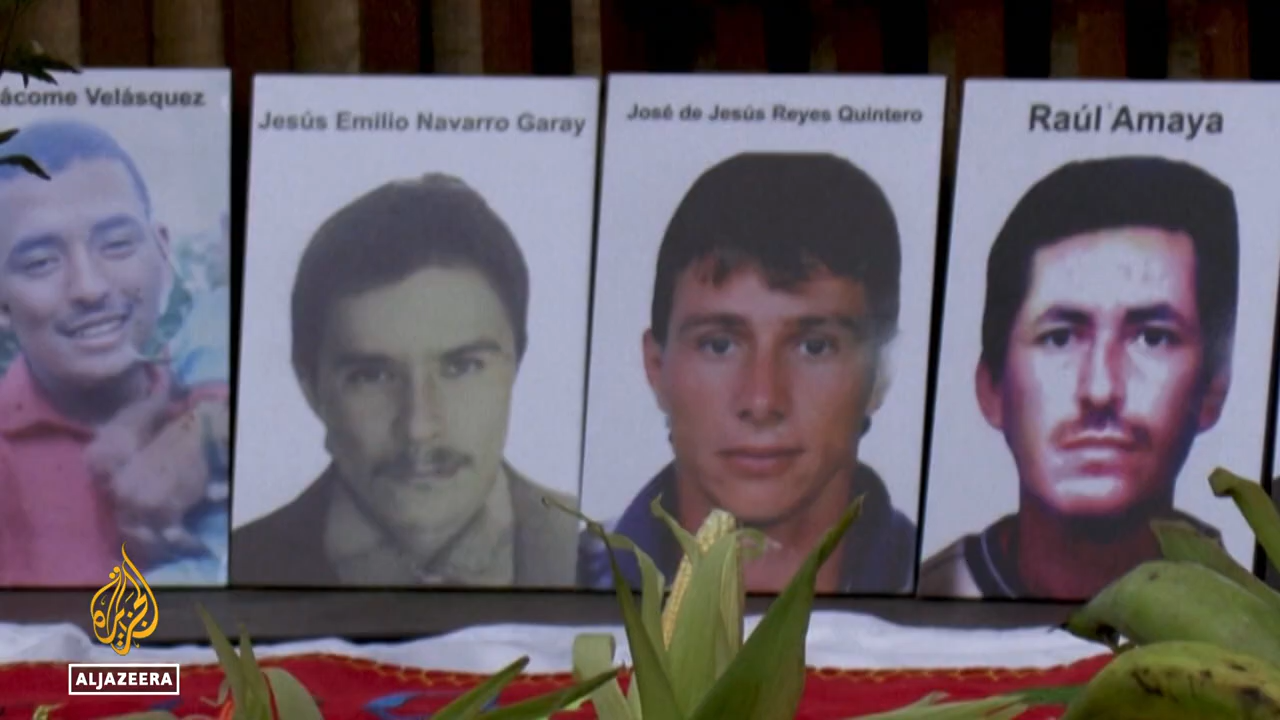 ácome Velásquez
Jesús Emilio Navarro Garay
José de Jesús Reyes Quintero
Raúl Amaya
الجزيرة
ALJAZEERA